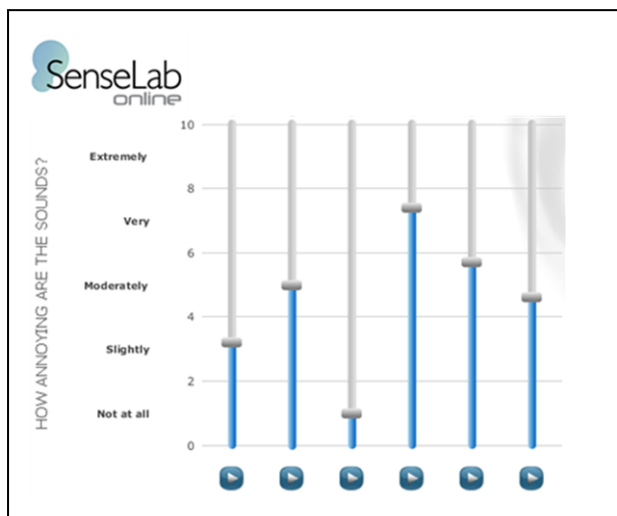 SenseLab
online
HOW ANNOYING ARE THE SOUNDS?
10
Extremely
8
Very
6
Moderately
4
Slightly
2
Not at all
0